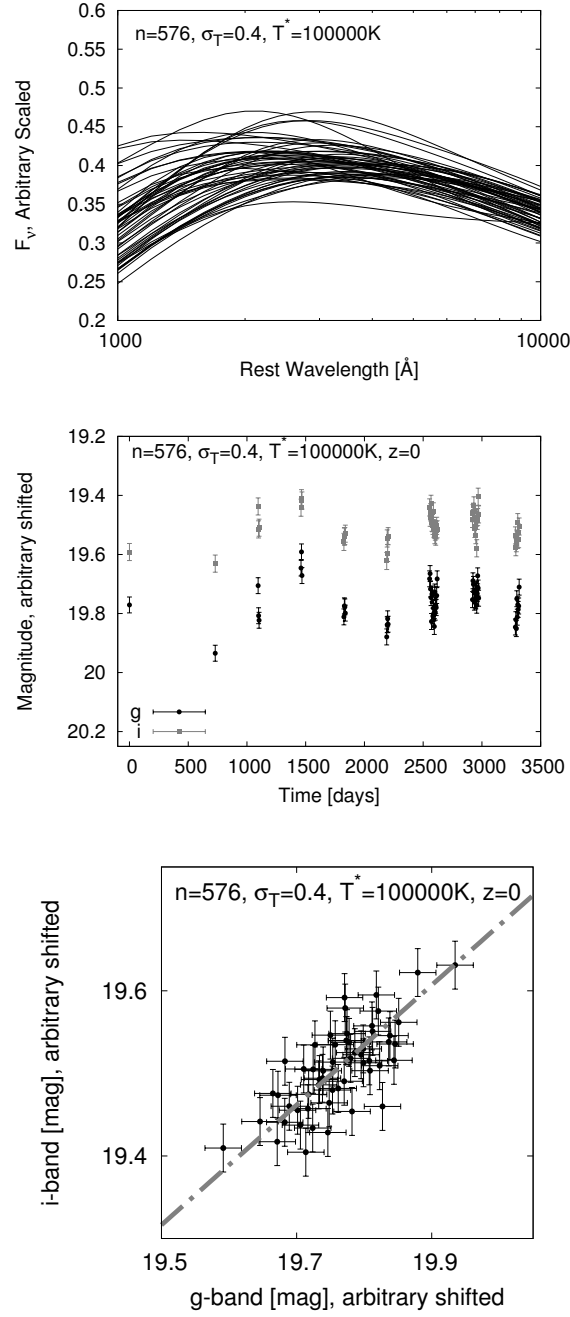 n=576, σT=0.4, T*=100000K
0.6
0.55
0.5
0.45
0.4
0.35
0.3
0.25
0.2
Fν, Arbitrary Scaled
1000 10000
Rest Wavelength [Å]
n=576, σT=0.4, T*=100000K, z=0
19.2
19.4
19.6
19.8
20
20.2
Magnitude, arbitrary shifted
g
i
0 500 1000 1500 2000 2500 3000 3500
Time [days]
n=576, σT=0.4, T*=100000K, z=0
19.6
19.4
i-band [mag], arbitrary shifted
19.5 19.7 19.9
g-band [mag], arbitrary shifted